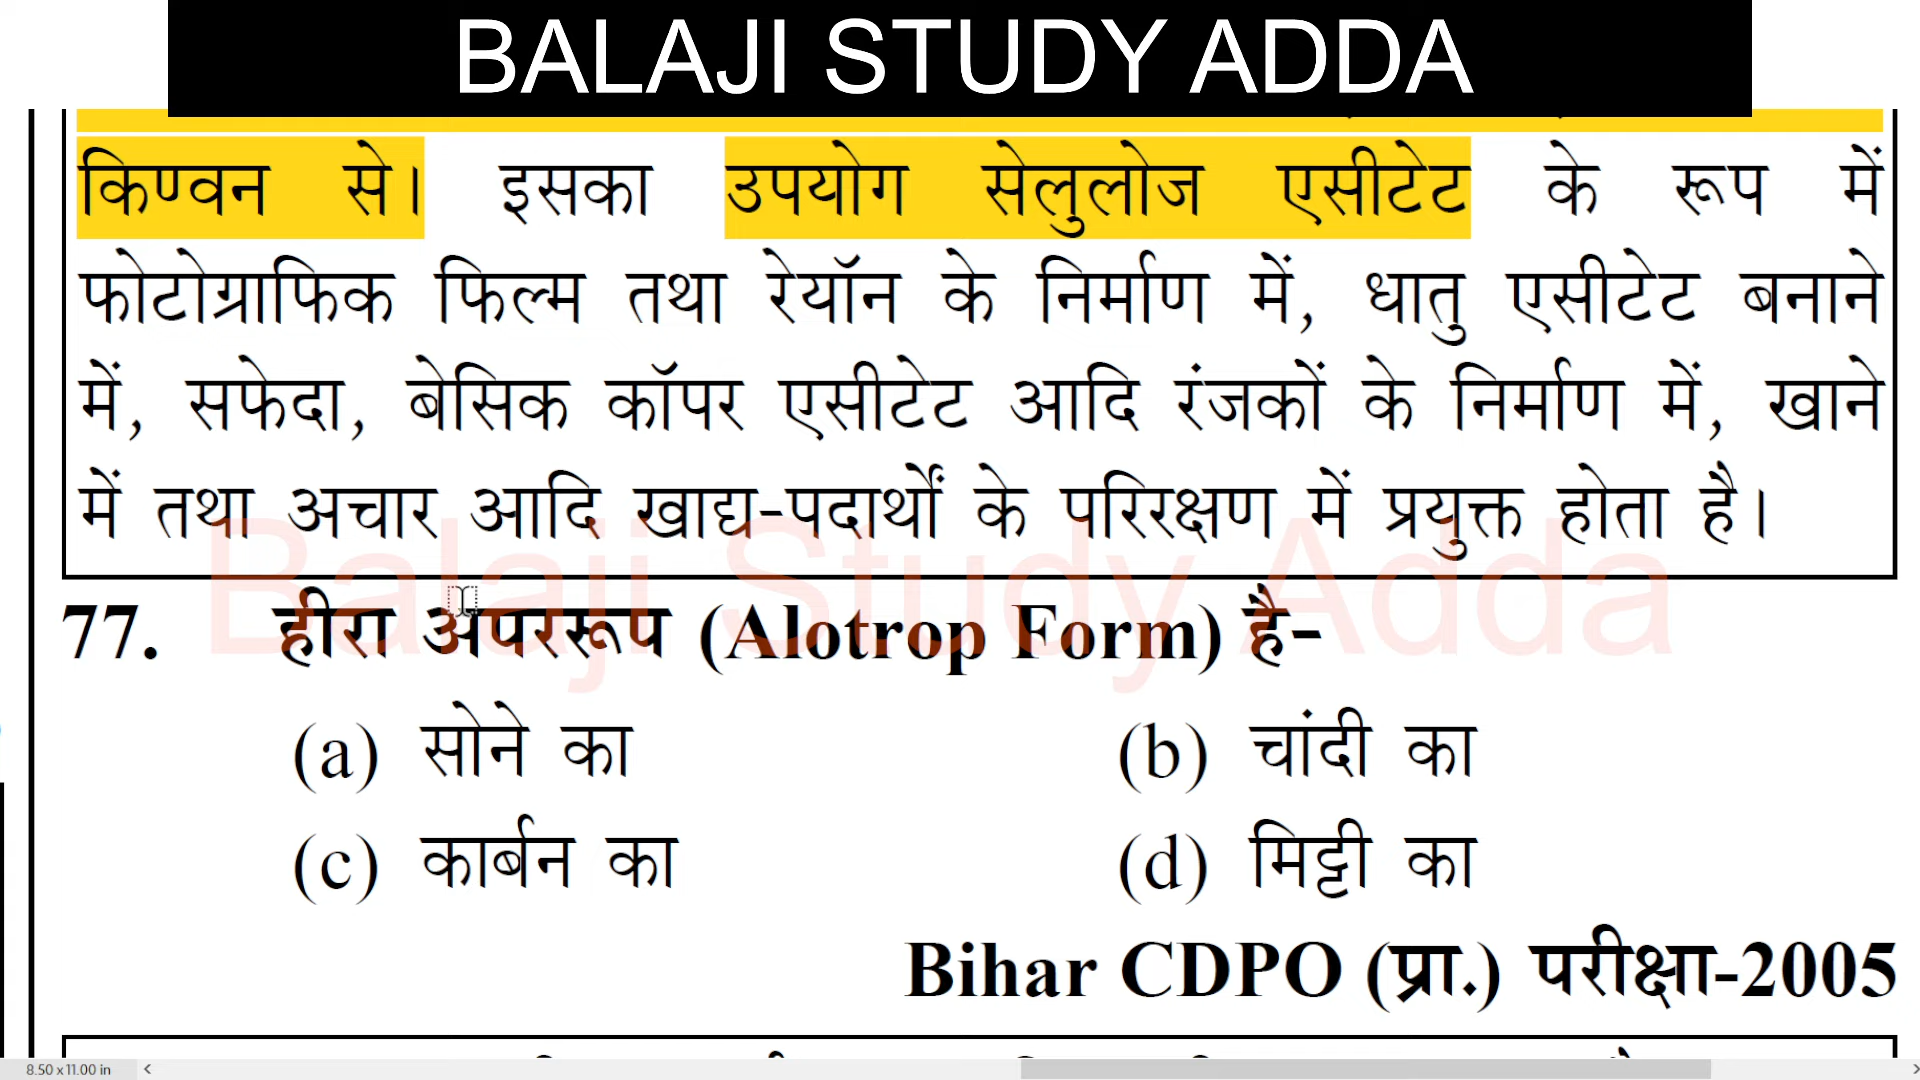 BALAJI STUDY ADDA
किण्वन से। इसका उपयोग सेलुलोज एसीटेट के रूप में
फोटोग्राफिक फिल्म तथा रेयॉन के निर्माण में, धातु एसीटेट बनाने
में, सफेदा, बेसिक कॉपर एसीटेट आदि रंजकों के निर्माण में, खाने
में तथा अचार आदि खाद्य-पदार्थों के परिरक्षण में प्रयुक्त होता है।
Balaji Study Adda
77. हीरा अपररूप (Alotrop Form) है-
(a) सोने का (b) चांदी का
(c) कार्बन का (d) मिट्टी का
Bihar CDPO (प्रा.) परीक्षा-2005
8.50 x 11.00 in